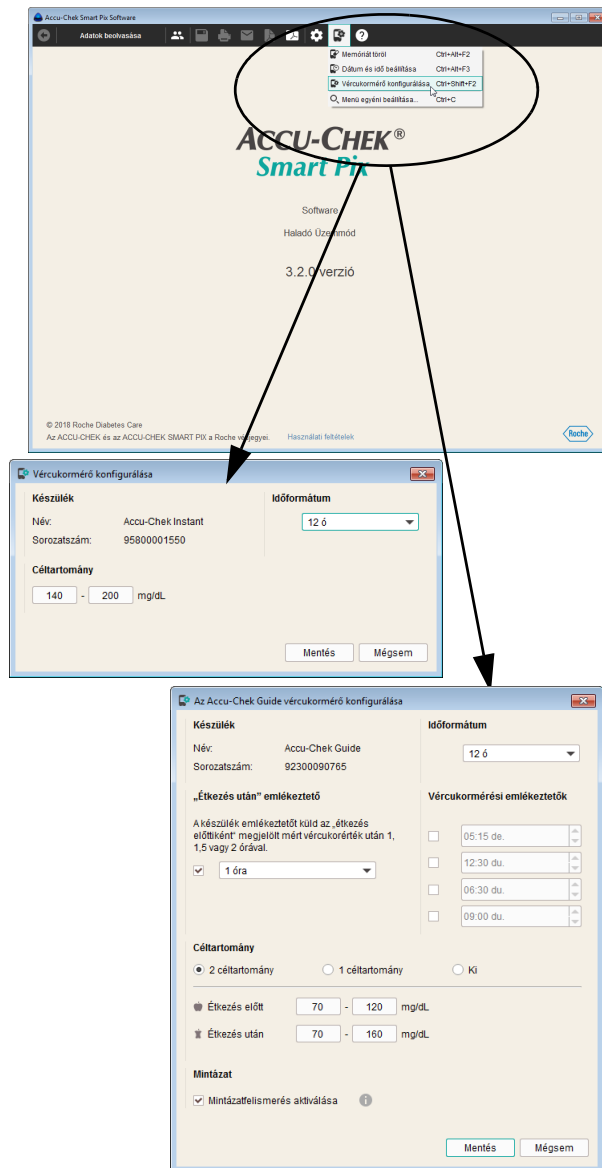 Accu-Chek Smart Pix Software
Adatok beolvasása
Memóriát töröl Ctrl+Alt+F2
Dátum és idő beállítása Ctrl+Alt+F3
Vércukormérő konfigurálása Ctrl+Shift+F2
Menü egyéni beállítása... Ctrl+C
ACCU-CHEK®
Smart Pix
Software
Haladó Üzemmód
3.2.0 verzió
© 2018 Roche Diabetes Care
Az ACCU-CHEK és az ACCU-CHEK SMART PIX a Roche védjegyei. Használati feltételek
Roche
Vércukormérő konfigurálása
Készülék Időformátum
Név: Accu-Chek Instant 12 ó
Sorozatszám: 95800001550
Céltartomány
140 - 200 mg/dL
Mentés Mégsem
Az Accu-Chek Guide vércukormérő konfigurálása
Készülék Időformátum
Név: Accu-Chek Guide 12 ó
Sorozatszám: 92300090765
„Étkezés után” emlékeztető Vércukormérési emlékeztetők
A készülék emlékeztetőt küld az „étkezés
előttiként” megjelölt mért vércukorérték után 1,
1,5 vagy 2 órával.
1 óra
05:15 de.
12:30 du.
06:30 du.
09:00 du.
Céltartomány
2 céltartomány 1 céltartomány Ki
Étkezés előtt 70 - 120 mg/dL
Étkezés után 70 - 160 mg/dL
Mintázat
Mintázatfelismerés aktiválása
Mentés Mégsem